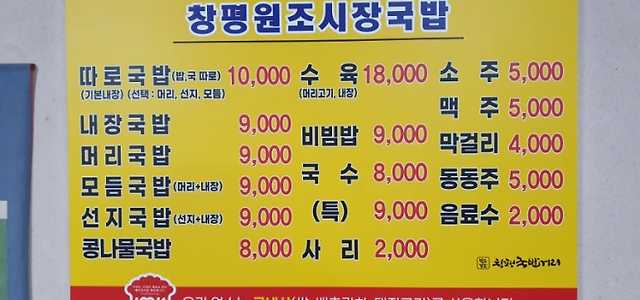 창평원조시장국밥
따로국밥(밥,국 따로) 10,000
(기본내장) (선택 : 머리, 선지, 모듬)
내장국밥 9,000
머리국밥 9,000
모듬국밥(머리+내장) 9,000
선지국밥(선지+내장) 9,000
콩나물국밥 8,000
수 육 18,000
(머리고기, 내장)
비빔밥 9,000
국 수 8,000
(특) 9,000
사 리 2,000
소 주 5,000
맥 주 5,000
막걸리 4,000
동동주 5,000
음료수 2,000